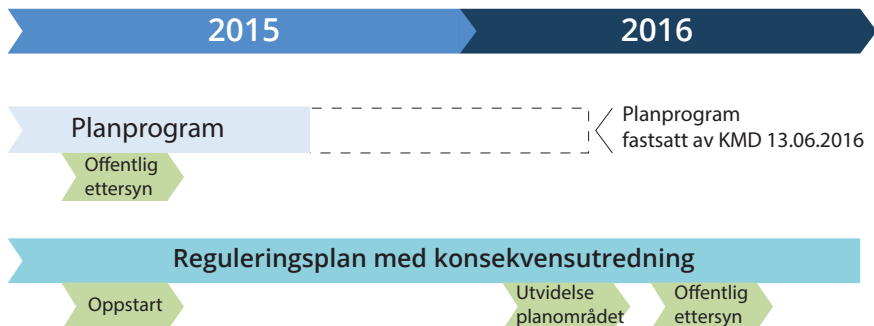 2015
2016
Planprogram
Planprogram
fastsatt av KMD 13.06.2016
Offentlig
ettersyn
Reguleringsplan med konsekvensutredning
Oppstart
Utvidelse
planområdet
Offentlig
ettersyn